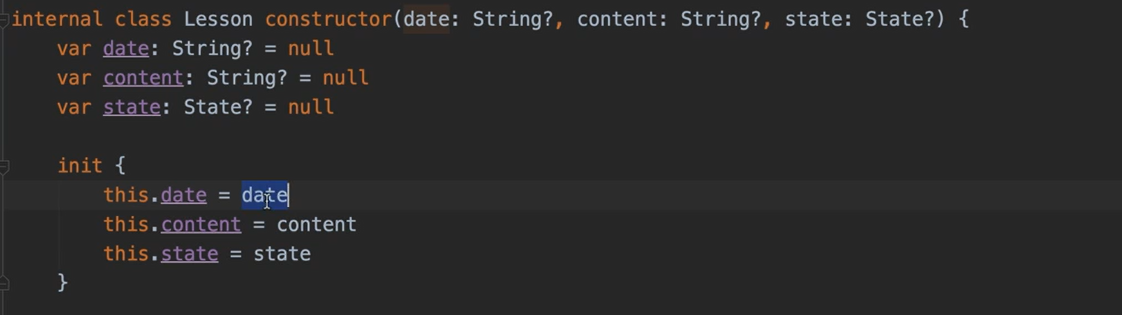 internal class Lesson constructor(date: String?, content: String?, state: State?) {
    var date: String? = null
    var content: String? = null
    var state: State? = null

    init {
        this.date = date
        this.content = content
        this.state = state
    }